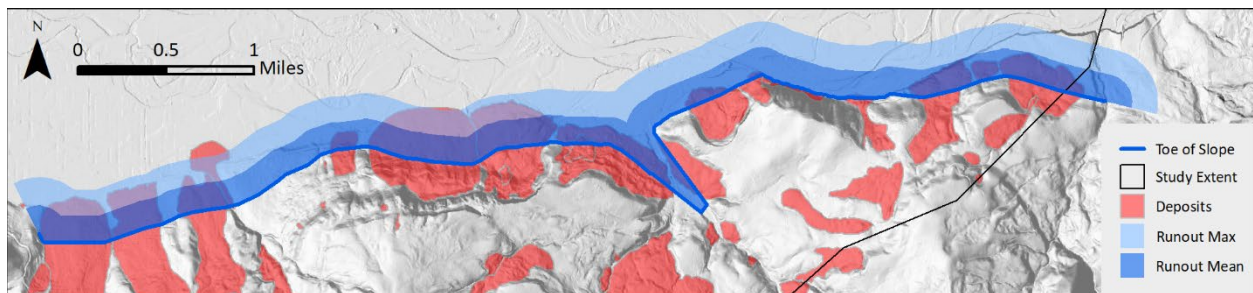 N
0 0.5 1
Miles
Toe of Slope
Study Extent
Deposits
Runout Max
Runout Mean